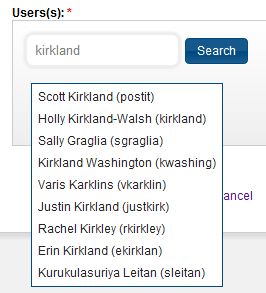 Users(s): *
kirkland
Search
Scott Kirkland (postit)
Holly Kirkland-Walsh (kirkland)
Sally Graglia (sgraglia)
Kirkland Washington (kwashing)
Varis Karklins (vkarklin)
Justin Kirkland (justkirk)
ancel
Rachel Kirkley (rkirkley)
Erin Kirkland (ekirklan)
Kurukulasuriya Leitan (sleitan)